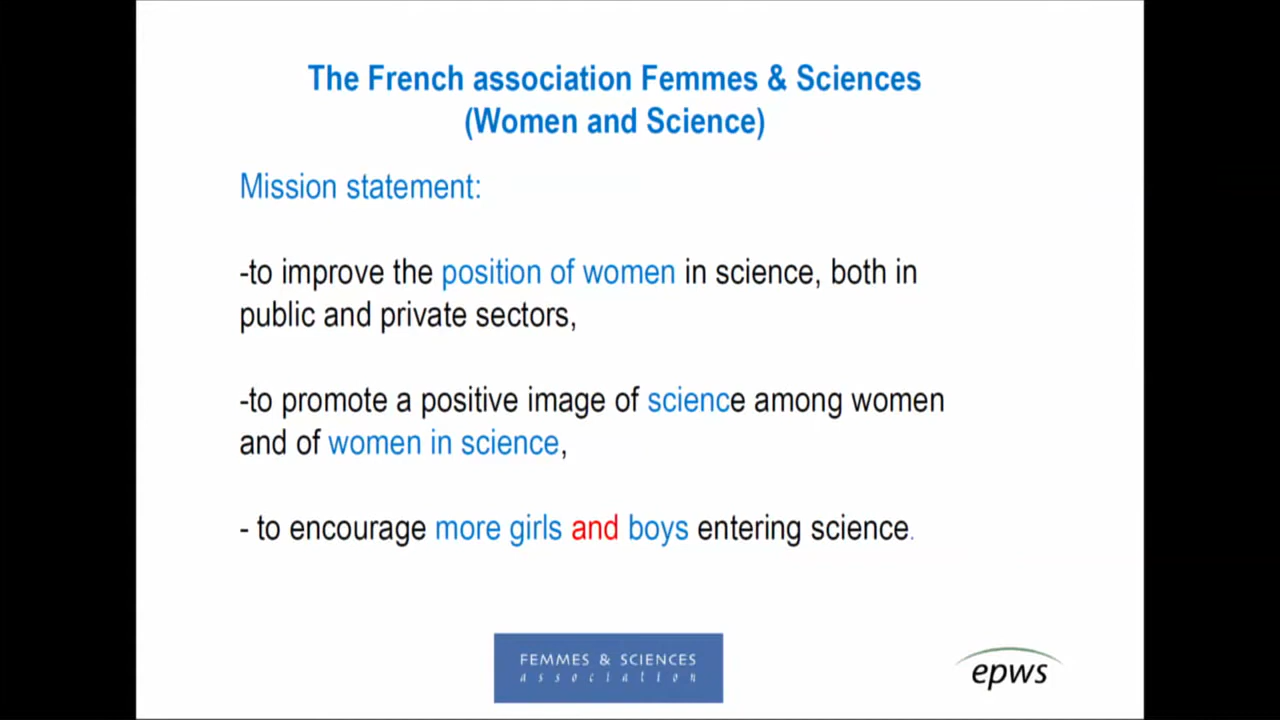 The French association Femmes & Sciences
(Women and Science)
Mission statement:
-to improve the position of women in science, both in
public and private sectors,
-to promote a positive image of science among women
and of women in science,
- to encourage more girls and boys entering science.
FEMMES & SCIENCES
association
epws